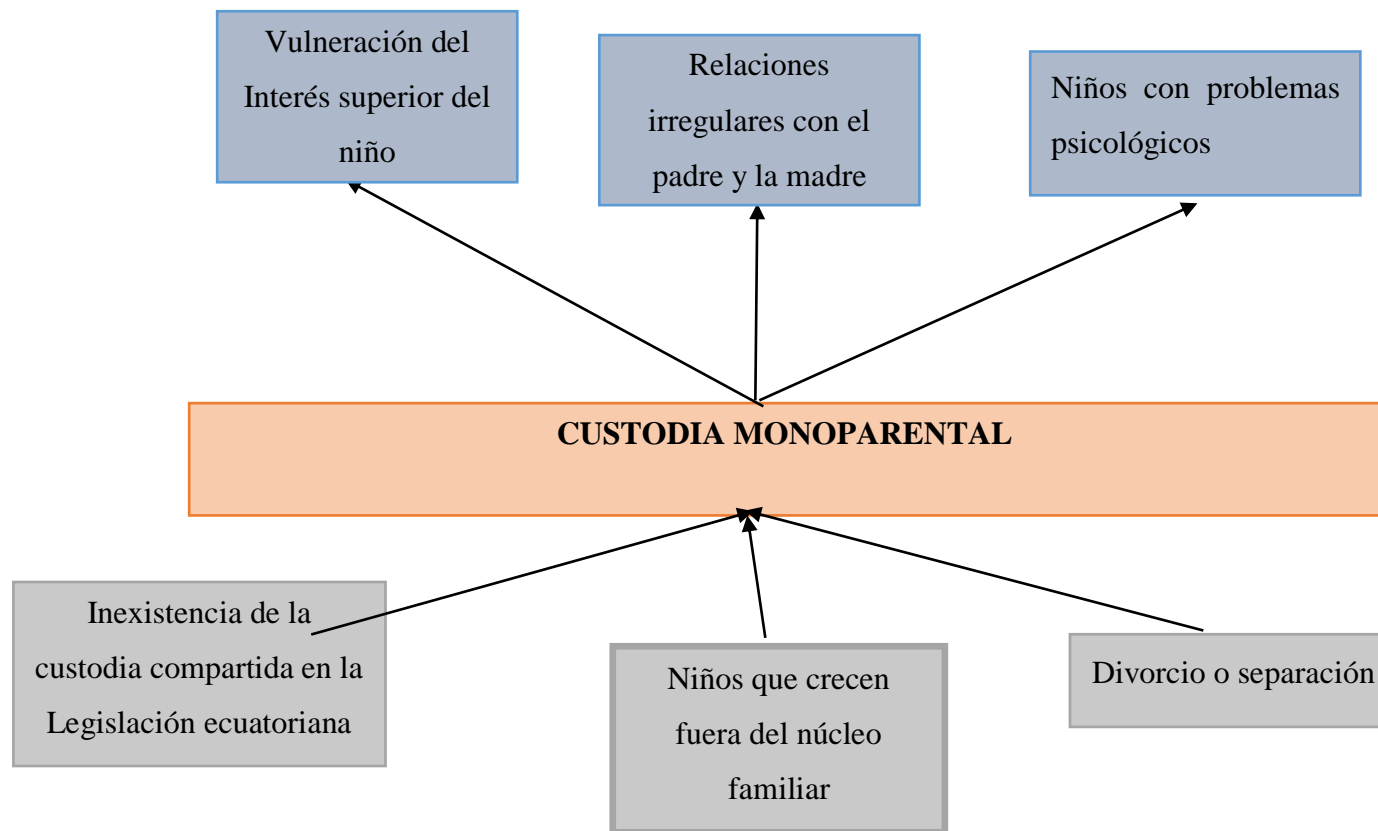 Vulneración del
Interés superior del
niño
Relaciones
irregulares con el
padre y la madre
Niños con problemas
psicológicos
CUSTODIA MONOPARENTAL
Inexistencia de la
custodia compartida en la
Legislación ecuatoriana
Niños que crecen
fuera del núcleo
familiar
Divorcio o separación